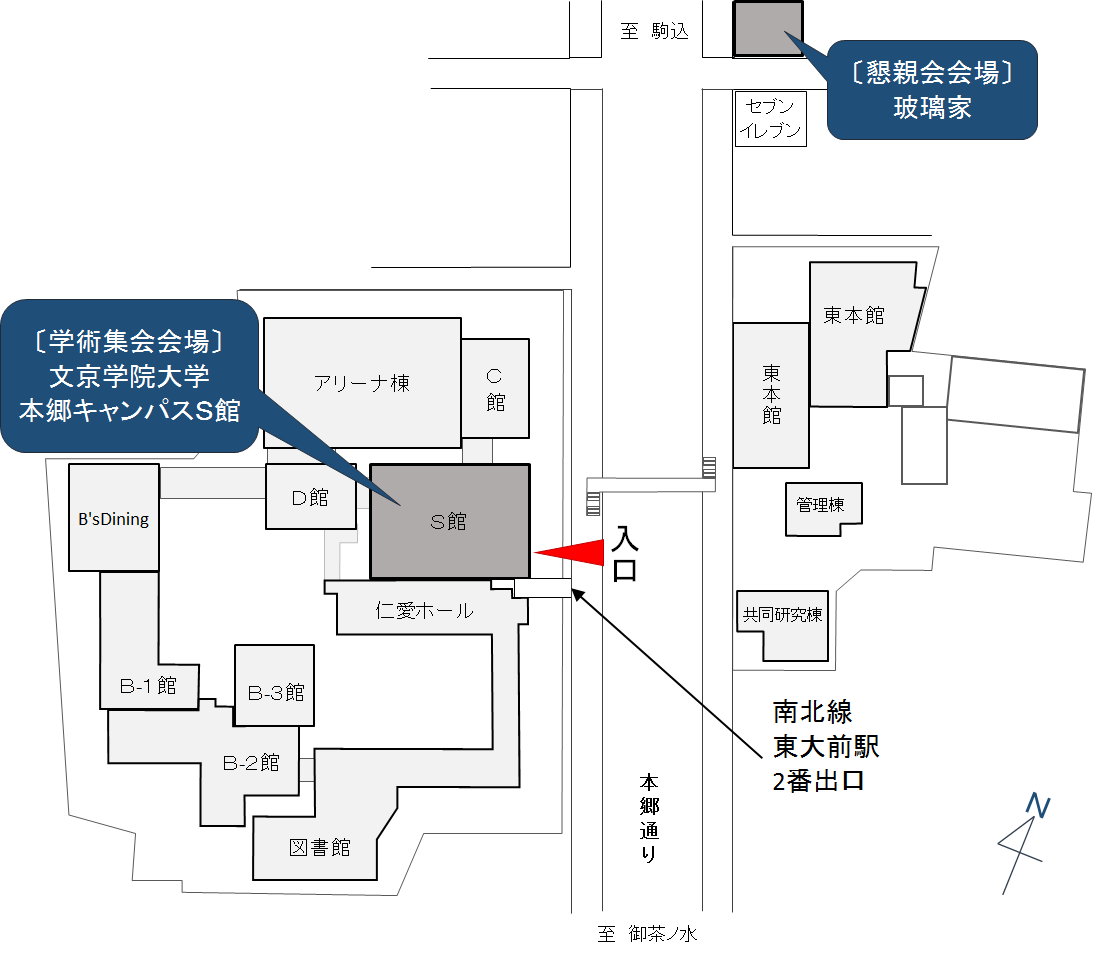 至 駒込
〔懇親会会場〕
玻璃家
セブン
イレブン
東本館
東本館
〔学術集会会場〕
文京学院大学
本郷キャンパスＳ館
アリーナ棟
Ｃ館
B'sDining
Ｄ館
Ｓ館
入口
管理棟
仁愛ホール
共同研究棟
Ｂ-１館
Ｂ-３館
Ｂ-２館
図書館
南北線
東大前駅
2番出口
本郷通り
N
至 御茶ノ水